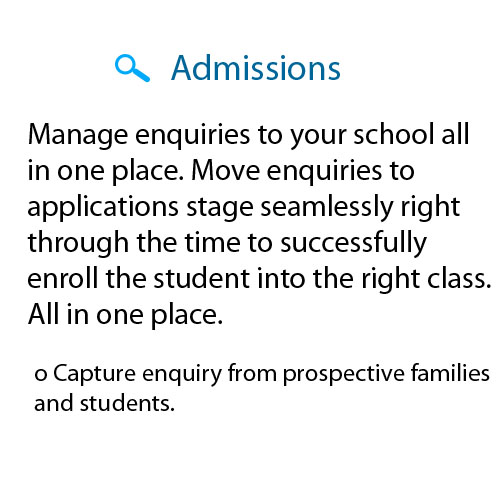 Admissions
Manage enquiries to your school all
in one place. Move enquiries to
applications stage seamlessly right
through the time to successfully
enroll the student into the right class.
All in one place.
o Capture enquiry from prospective families
and students.